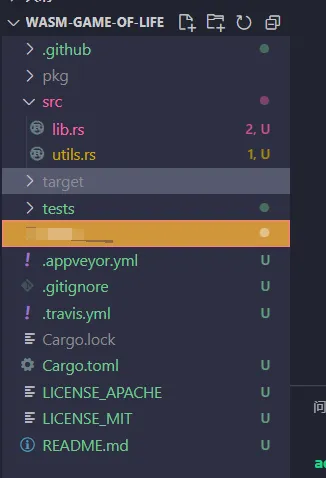 WASM-GAME-OF-LIFE
.github
pkg
src
lib.rs 2, U
utils.rs 1, U
target
tests
.appveyor.yml U
.gitignore U
.travis.yml U
Cargo.lock
Cargo.toml U
LICENSE_APACHE U
LICENSE_MIT U
README.md U